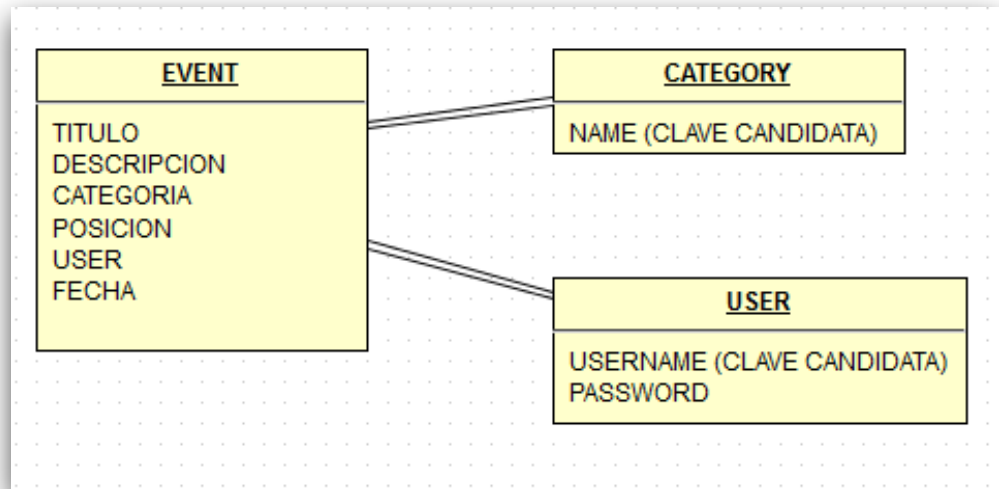 EVENT
TITULO
DESCRIPCION
CATEGORIA
POSICION
USER
FECHA
CATEGORY
NAME (CLAVE CANDIDATA)
USER
USERNAME (CLAVE CANDIDATA)
PASSWORD